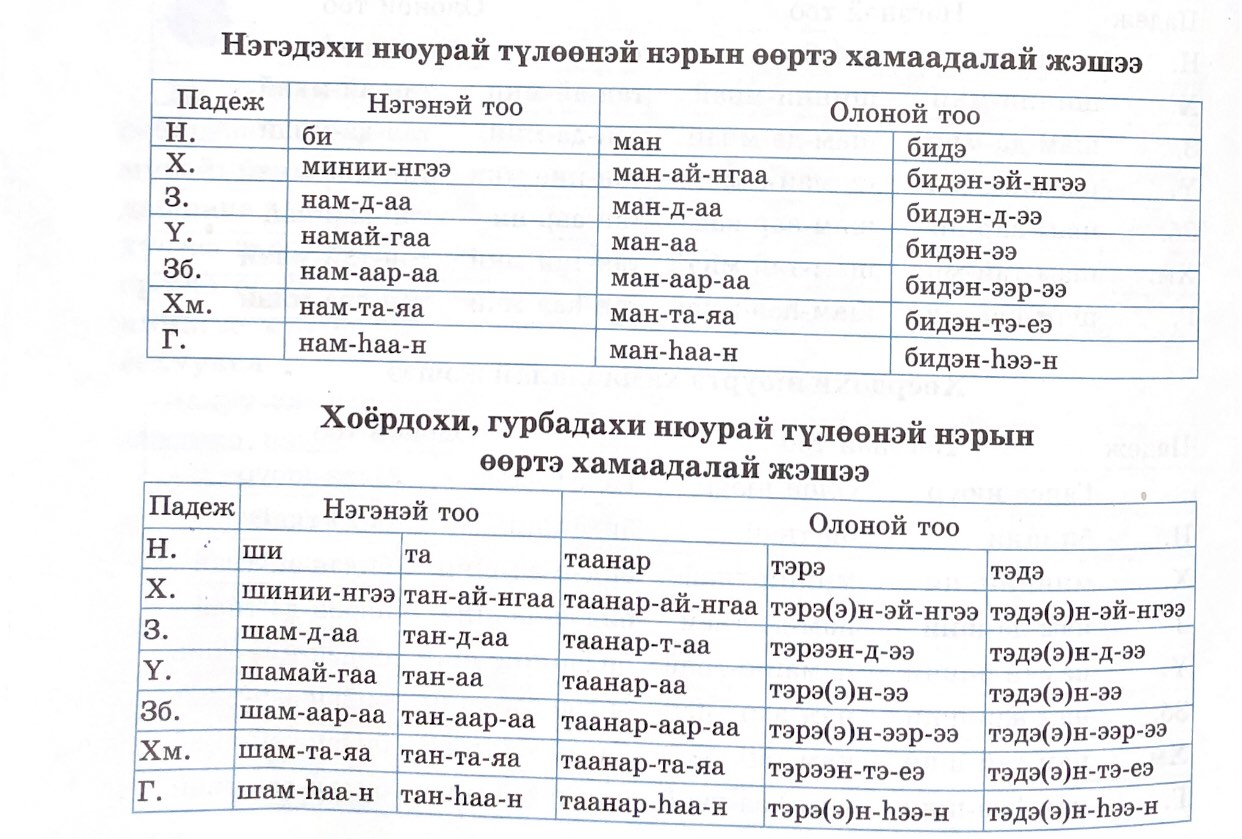 Нэгэдэхи нюурай түлөөнэй нэрын өөртэ хамаадалай жэшээ
Падеж Нэгэнэй тоо Олоной тоо
Н. би ман бидэ
Х. минии-нгээ ман-ай-нгаа бидэн-эй-нгээ
З. нам-д-аа ман-д-аа бидэн-д-ээ
Ү. намай-гаа ман-аа бидэн-ээ
Зб. нам-аар-аа ман-аар-аа бидэн-ээр-ээ
Хм. нам-та-яа ман-та-яа бидэн-тэ-еэ
Г. нам-һаа-н ман-һаа-н бидэн-һээ-н
Хоёрдохи, гурбадахи нюурай түлөөнэй нэрын
өөртэ хамаадалай жэшээ
Падеж Нэгэнэй тоо Олоной тоо
Н. ши та таанар тэрэ тэдэ
Х. шинии-нгээ тан-ай-нгаа таанар-ай-нгаа тэрэ(э)н-эй-нгээ тэдэ(э)н-эй-нгээ
З. шам-д-аа тан-д-аа таанар-т-аа тэрээн-д-ээ тэдэ(э)н-д-ээ
Ү. шамай-гаа тан-аа таанар-аа тэрэ(э)н-ээ тэдэ(э)н-ээ
Зб. шам-аар-аа тан-аар-аа таанар-аар-аа тэрэ(э)н-ээр-ээ тэдэ(э)н-ээр-ээ
Хм. шам-та-яа тан-та-яа таанар-та-яа тэрээн-тэ-еэ тэдэ(э)н-тэ-еэ
Г. шам-һаа-н тан-һаа-н таанар-һаа-н тэрэ(э)н-һээ-н тэдэ(э)н-һээ-н